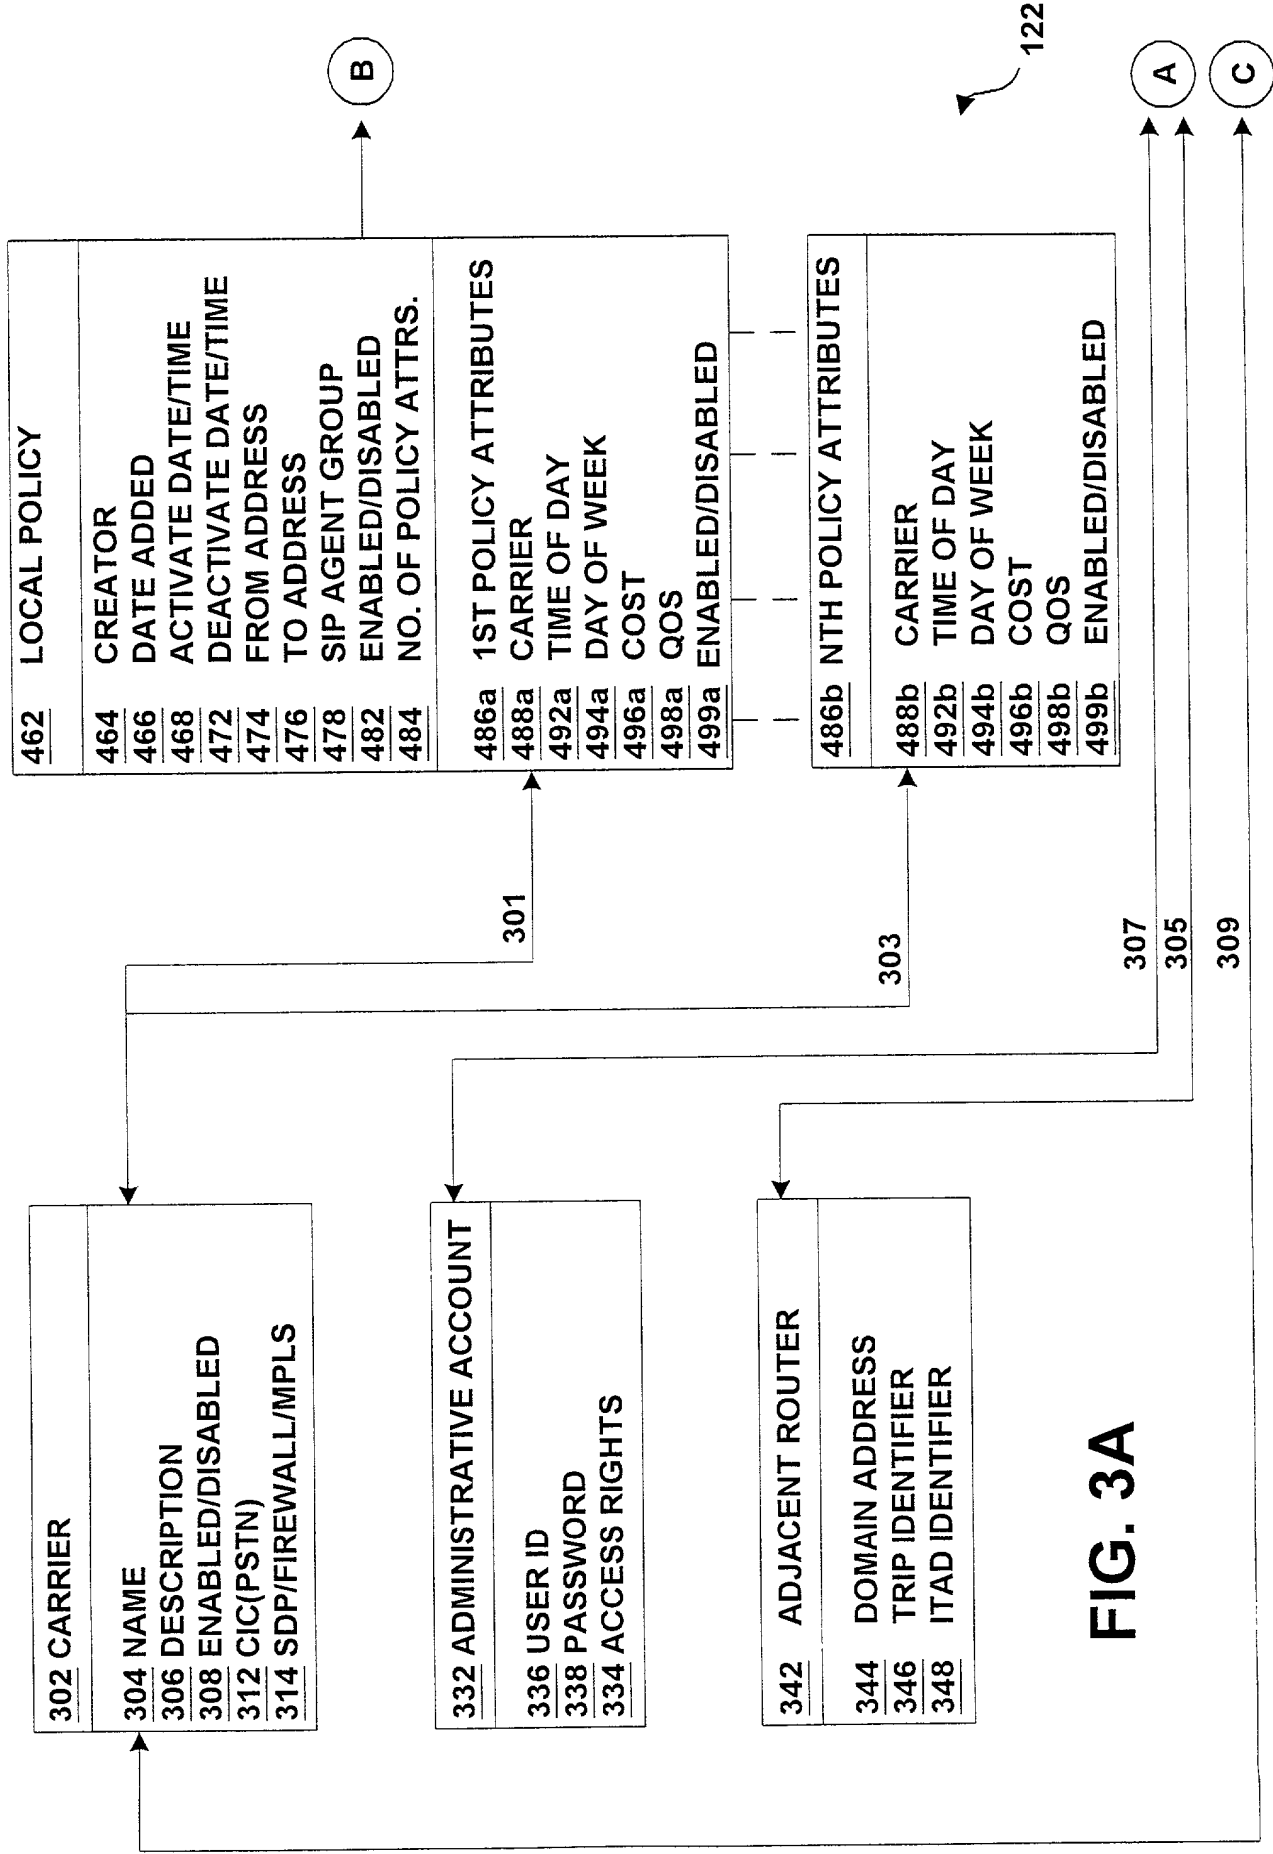 302 CARRIER
304 NAME
306 DESCRIPTION
308 ENABLED/DISABLED
312 CIC(PSTN)
314 SDP/FIREWALL/MPLS
332 ADMINISTRATIVE ACCOUNT
336 USER ID
338 PASSWORD
334 ACCESS RIGHTS
342 ADJACENT ROUTER
344 DOMAIN ADDRESS
346 TRIP IDENTIFIER
348 ITAD IDENTIFIER
462 LOCAL POLICY
464 CREATOR
466 DATE ADDED
468 ACTIVATE DATE/TIME
472 DEACTIVATE DATE/TIME
474 FROM ADDRESS
476 TO ADDRESS
478 SIP AGENT GROUP
482 ENABLED/DISABLED
484 NO. OF POLICY ATTRS.
486a 1ST POLICY ATTRIBUTES
488a CARRIER
492a TIME OF DAY
494a DAY OF WEEK
496a COST
498a QOS
499a ENABLED/DISABLED
486b NTH POLICY ATTRIBUTES
488b CARRIER
492b TIME OF DAY
494b DAY OF WEEK
496b COST
498b QOS
499b ENABLED/DISABLED
301
303
307
305
309
B
122
A
C
FIG. 3A